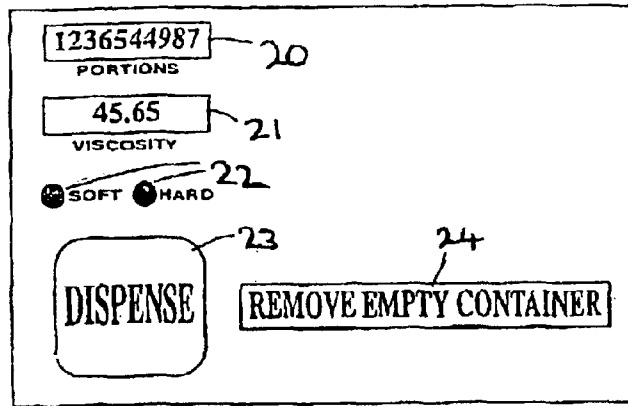 1236544987 20
PORTIONS
45.65 21
VISCOSITY
22
SOFT HARD
23
24
DISPENSE
REMOVE EMPTY CONTAINER